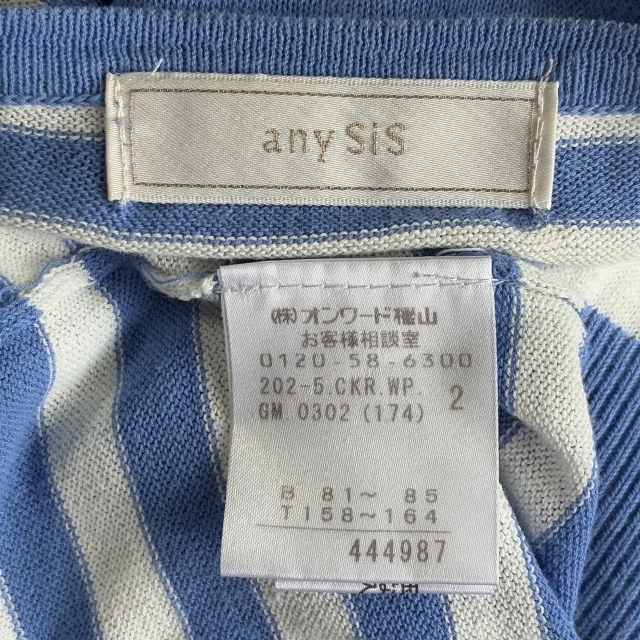 any SiS
(株)オンワード樫山
お客様相談室
0120-58-6300
202-5.CKR.WP.
GM 0302 (174) 2
B 81～ 85
T158～164
444987